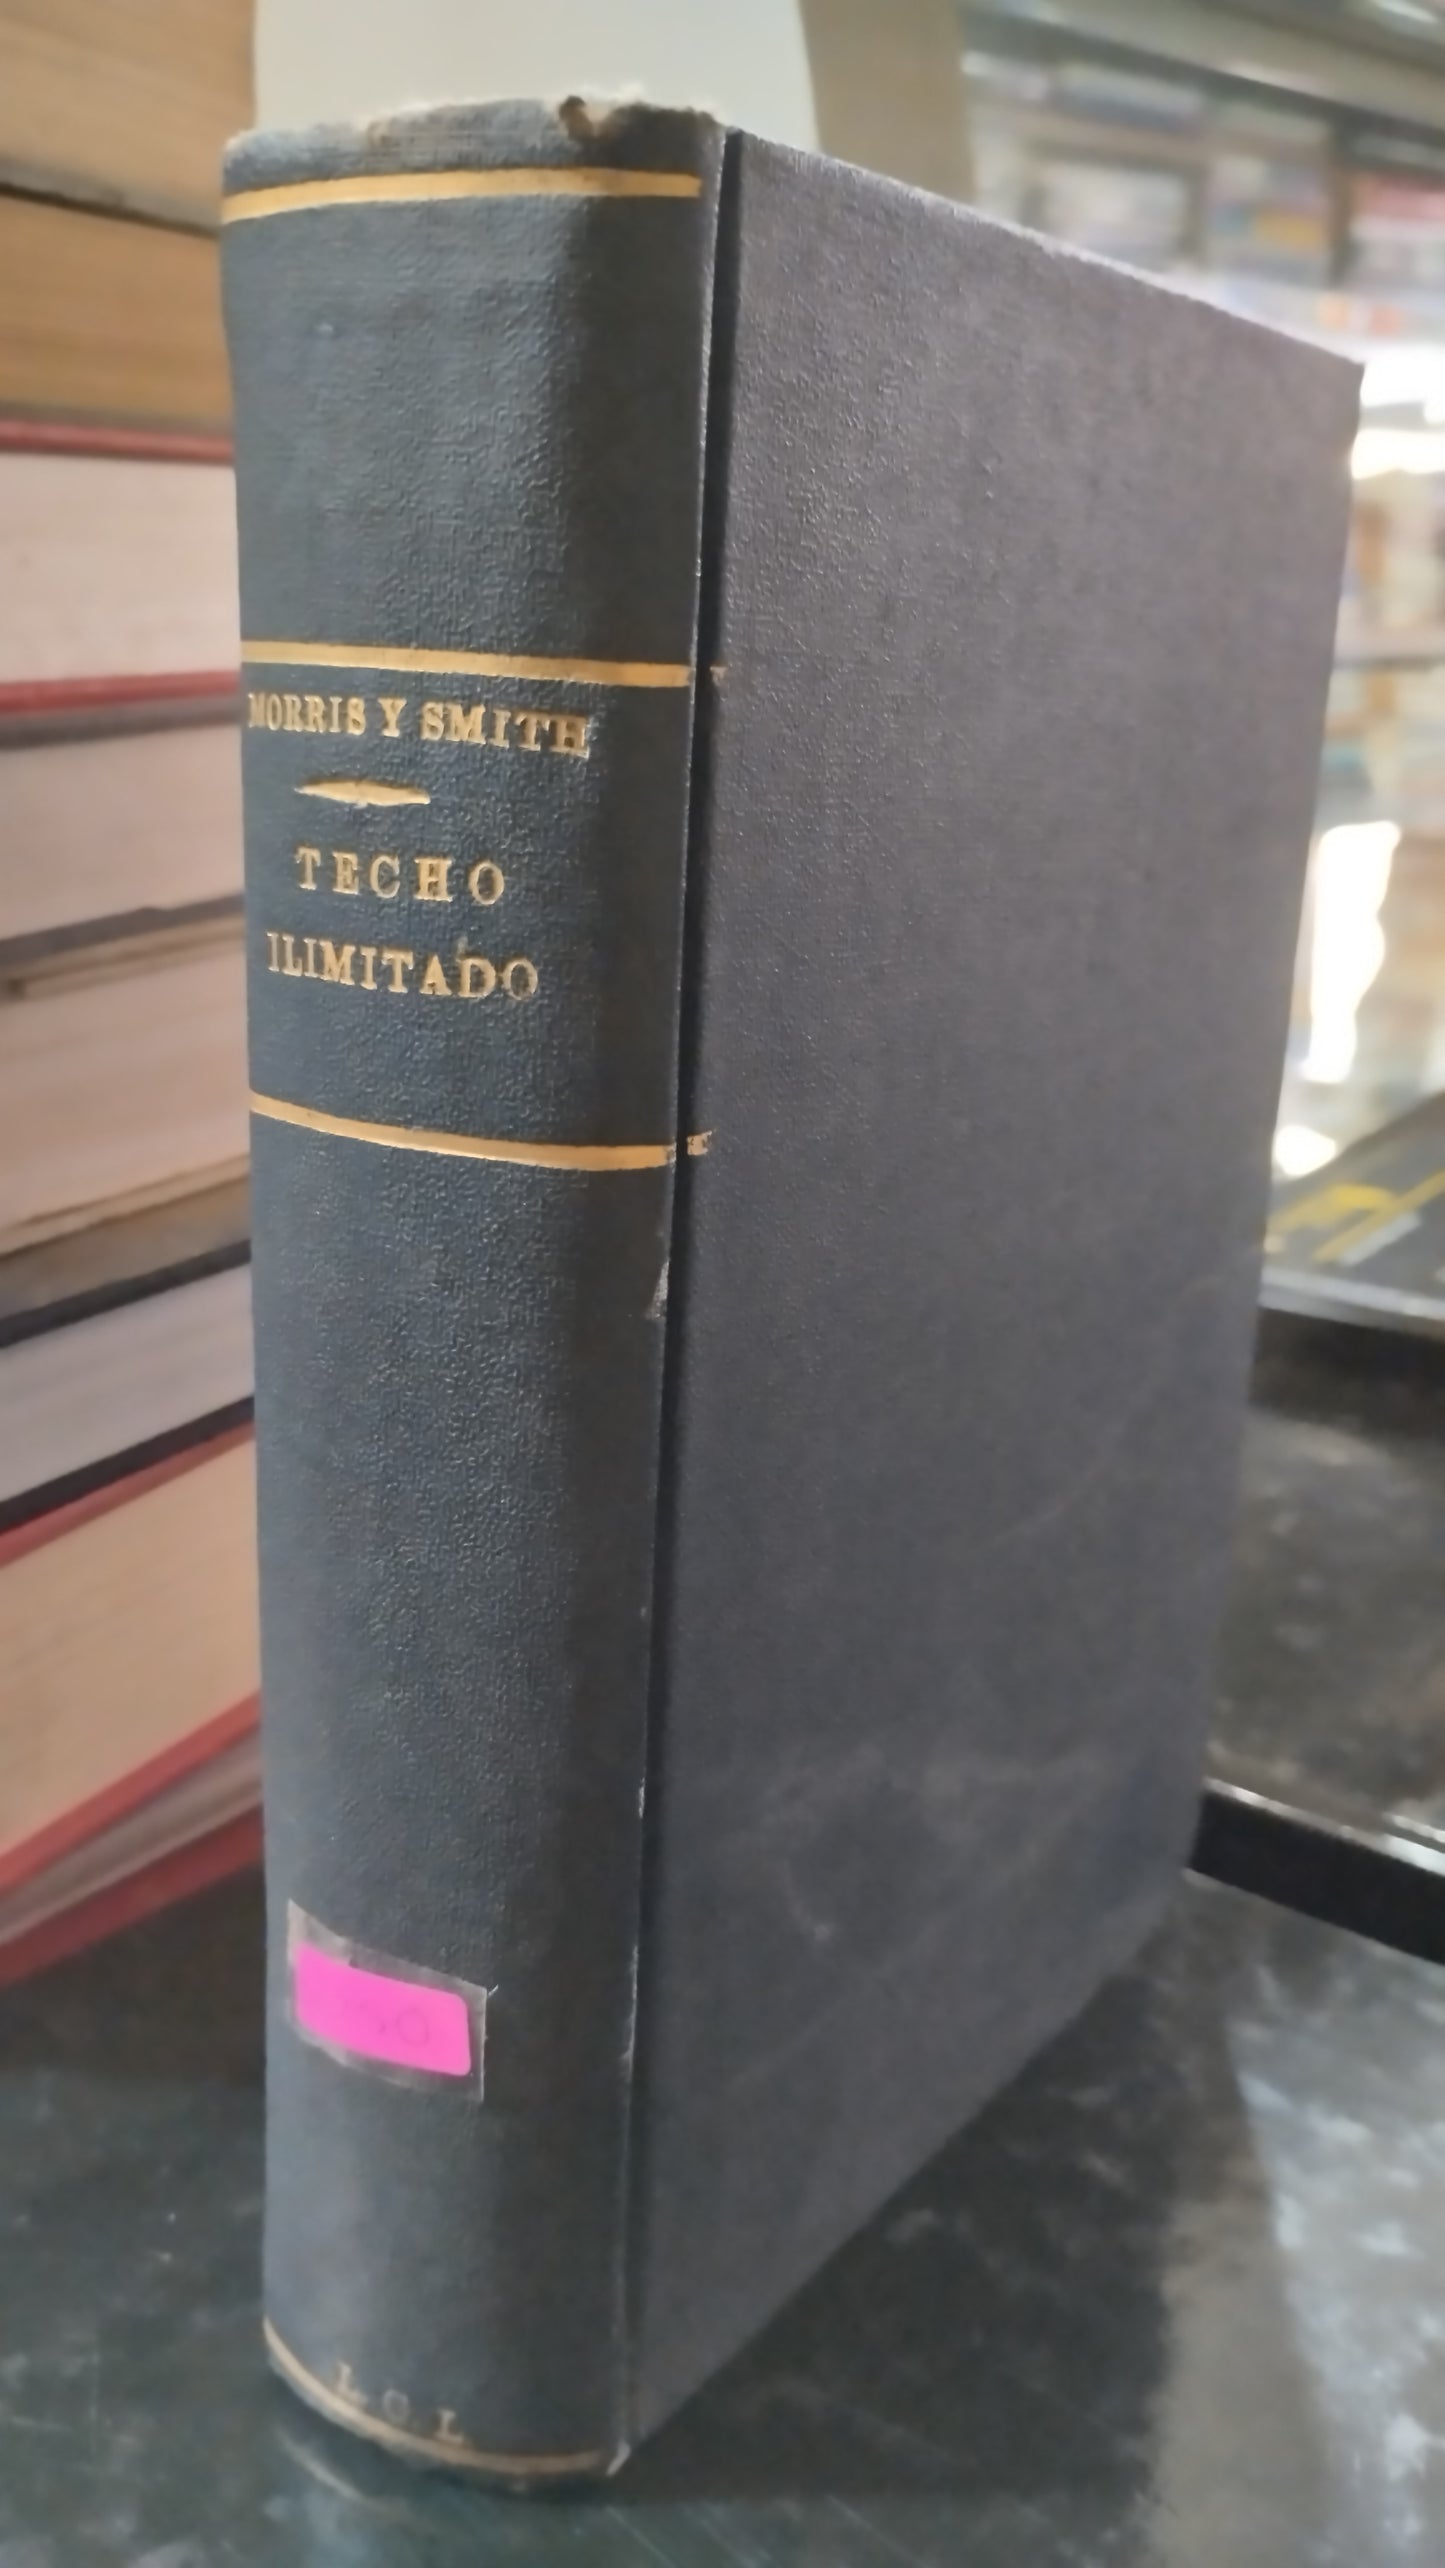 MORRIS Y SMITH
TECHO
ILIMITADO
L. C. L.